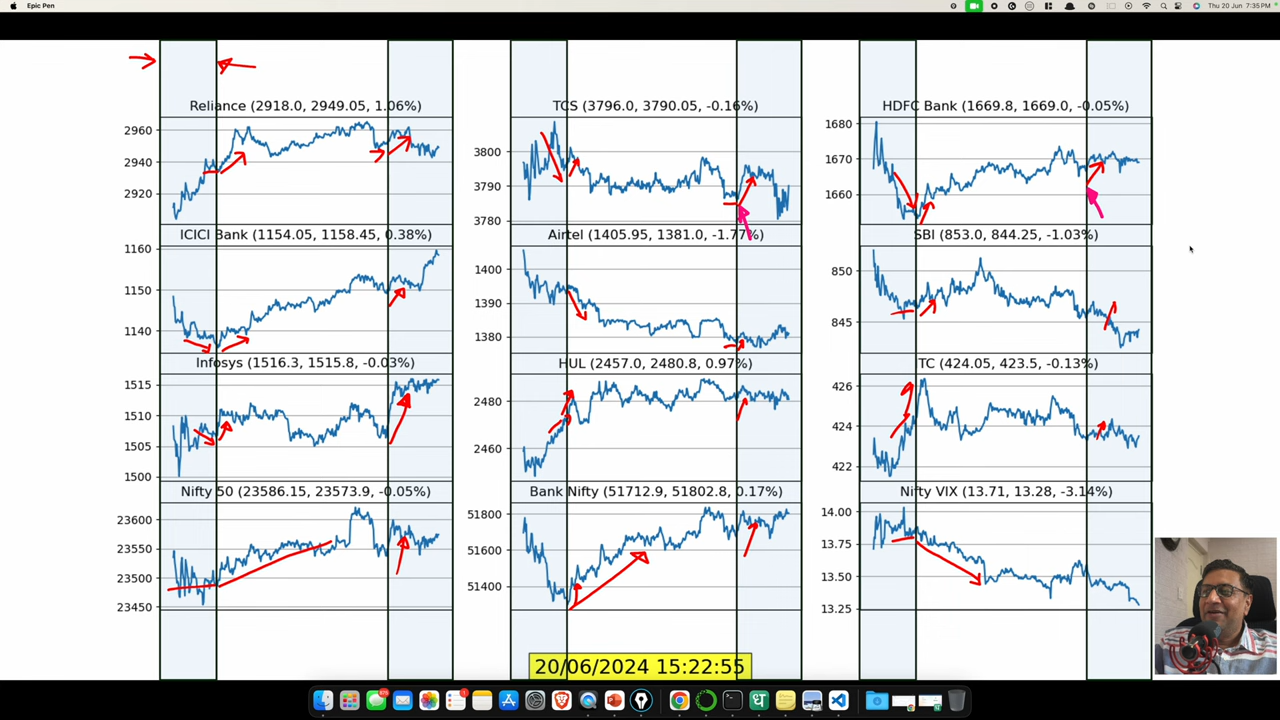 Epic Pen
Thu 20 Jun 7:35 PM
Reliance (2918.0, 2949.05, 1.06%)
TCS (3796.0, 3790.05, -0.16%)
HDFC Bank (1669.8, 1669.0, -0.05%)
2960
2940
2920
3800
3790
3780
1680
1670
1660
ICICI Bank (1154.05, 1158.45, 0.38%)
Airtel (1405.95, 1381.0, -1.77%)
SBI (853.0, 844.25, -1.03%)
1160
1150
1140
1400
1390
1380
850
845
Infosys (1516.3, 1515.8, -0.03%)
HUL (2457.0, 2480.8, 0.97%)
TC (424.05, 423.5, -0.13%)
1515
1510
1505
1500
2480
2460
426
424
422
Nifty 50 (23586.15, 23573.9, -0.05%)
Bank Nifty (51712.9, 51802.8, 0.17%)
Nifty VIX (13.71, 13.28, -3.14%)
23600
23550
23500
23450
51800
51600
51400
14.00
13.75
13.50
13.25
20/06/2024 15:22:55